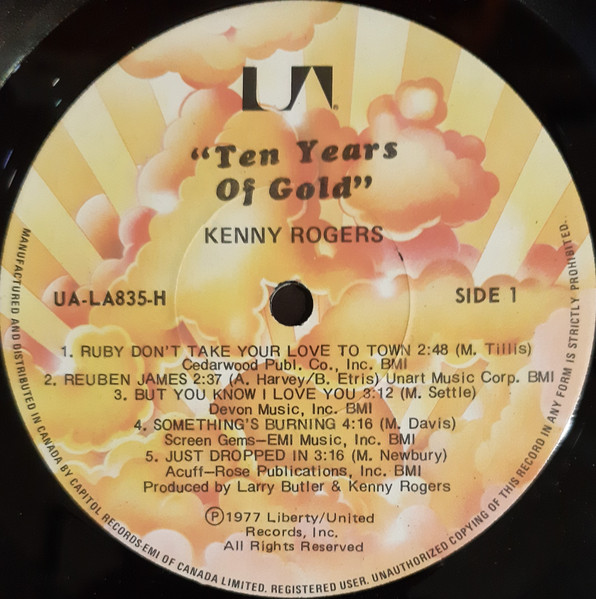 UA
®
“Ten Years
Of Gold”
KENNY ROGERS
UA-LA835-H
SIDE 1
1. RUBY DON'T TAKE YOUR LOVE TO TOWN 2:48 (M. Tillis)
Cedarwood Publ. Co., Inc. BMI
2. REUBEN JAMES 2:37 (A. Harvey/B. Etris) Unart Music Corp. BMI
3. BUT YOU KNOW I LOVE YOU 3:12 (M. Settle)
Devon Music, Inc. BMI
4. SOMETHING'S BURNING 4:16 (M. Davis)
Screen Gems—EMI Music, Inc. BMI
5. JUST DROPPED IN 3:16 (M. Newbury)
Acuff—Rose Publications, Inc. BMI
Produced by Larry Butler & Kenny Rogers
℗1977 Liberty/United
Records, Inc.
All Rights Reserved
MANUFACTURED AND DISTRIBUTED IN CANADA BY CAPITOL RECORDS-EMI OF CANADA LIMITED. REGISTERED USER. UNAUTHORIZED COPYING OF THIS RECORD IN ANY FORM IS STRICTLY PROHIBITED.